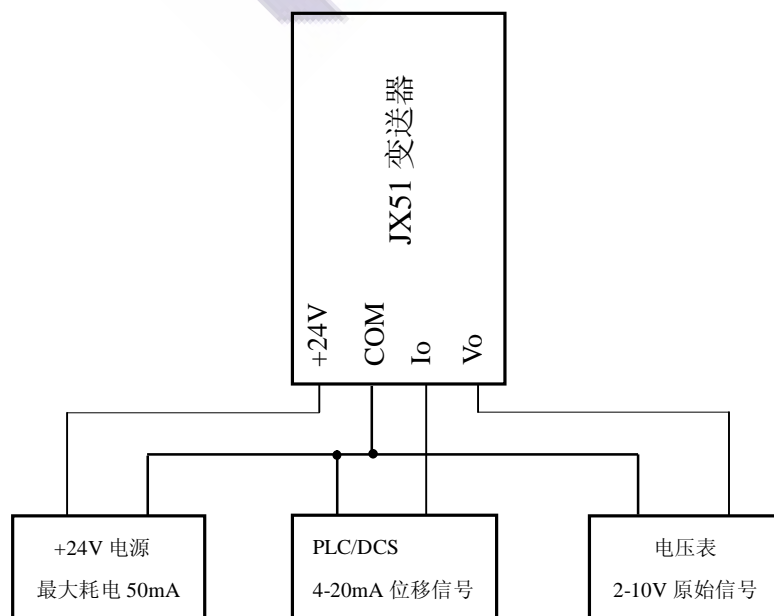 JX51 变送器
+24V
COM
Io
Vo
+24V 电源
最大耗电 50mA
PLC/DCS
4-20mA 位移信号
电压表
2-10V 原始信号